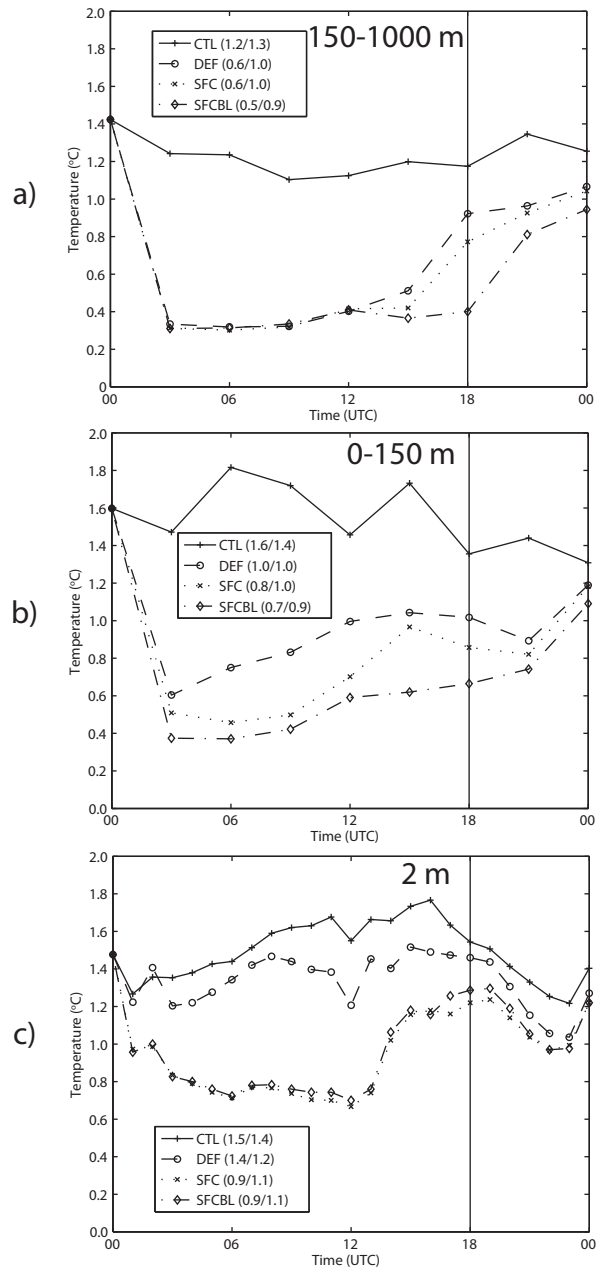 a)
150-1000 m
CTL (1.2/1.3)
DEF (0.6/1.0)
SFC (0.6/1.0)
SFCBL (0.5/0.9)
Temperature (°C)
2.0
1.8
1.6
1.4
1.2
1.0
0.8
0.6
0.4
0.2
0
00
06
12
18
00
Time (UTC)
b)
0-150 m
CTL (1.6/1.4)
DEF (1.0/1.0)
SFC (0.8/1.0)
SFCBL (0.7/0.9)
Temperature (°C)
2.0
1.8
1.6
1.4
1.2
1.0
0.8
0.6
0.4
0.2
0.0
00
06
12
18
00
Time (UTC)
c)
2 m
CTL (1.5/1.4)
DEF (1.4/1.2)
SFC (0.9/1.1)
SFCBL (0.9/1.1)
Temperature (°C)
2.0
1.8
1.6
1.4
1.2
1.0
0.8
0.6
0.4
0.2
0.0
00
06
12
18
00
Time (UTC)